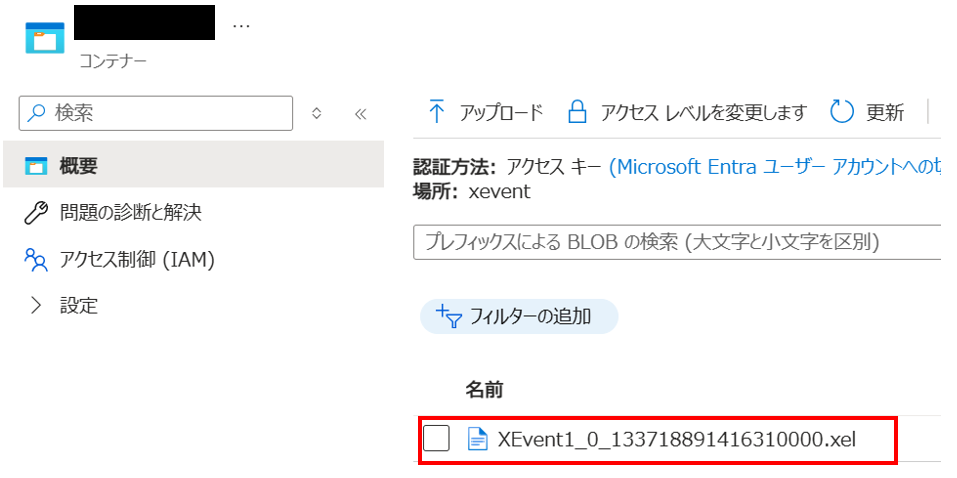 …
コンテナー
検索
アップロード アクセス レベルを変更します 更新
概要
認証方法: アクセス キー (Microsoft Entra ユーザー アカウントへの
場所: xevent
問題の診断と解決
プレフィックスによる BLOB の検索 (大文字と小文字を区別)
アクセス制御 (IAM)
設定
フィルターの追加
名前
XEvent1_0_133718891416310000.xel